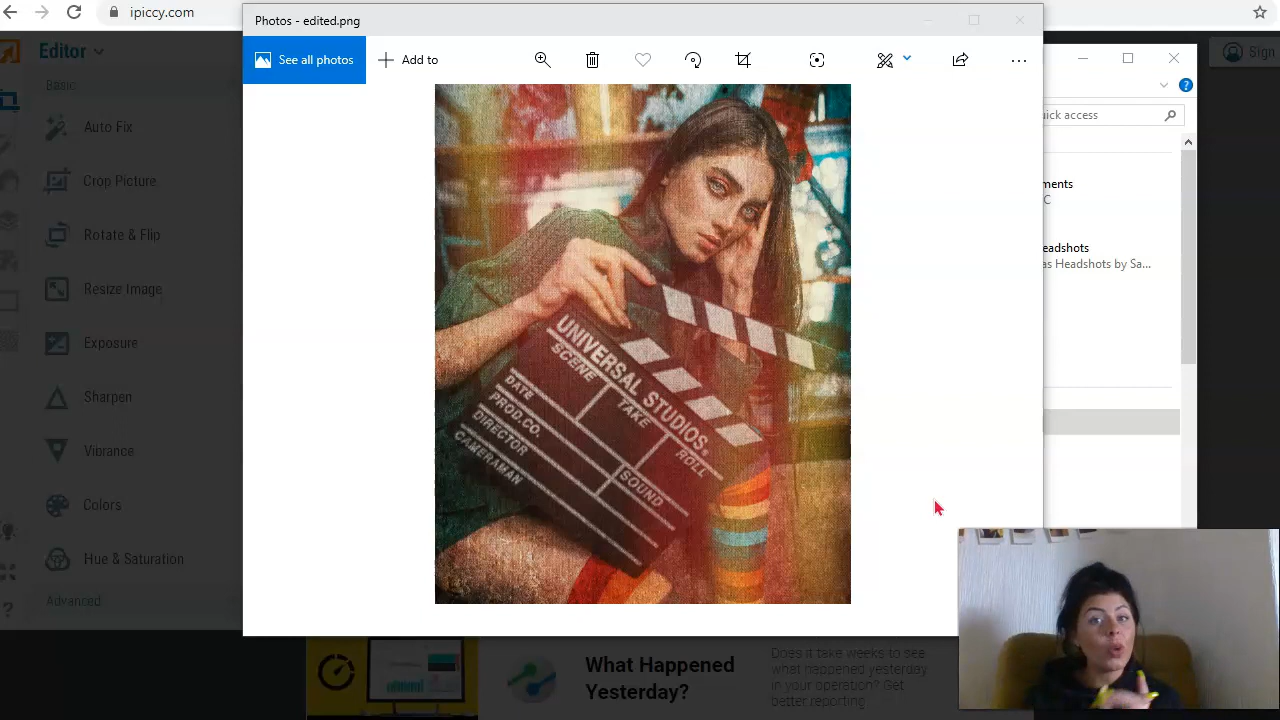 ipiccy.com
Photos - edited.png
Editor
Sign
See all photos
Add to
Basic
Auto Fix
Crop Picture
Rotate & Flip
Resize Image
Exposure
Sharpen
Vibrance
Colors
Hue & Saturation
Advanced
UNIVERSAL STUDIOS®
SCENE
TAKE
ROLL
DATE
PROD.CO.
SOUND
DIRECTOR
CAMERAMAN
uick access
ments
C
eadshots
as Headshots by Sa...
What Happened
Yesterday?
Does it take weeks to see
what happened yesterday
in your operation? Get
better reporting